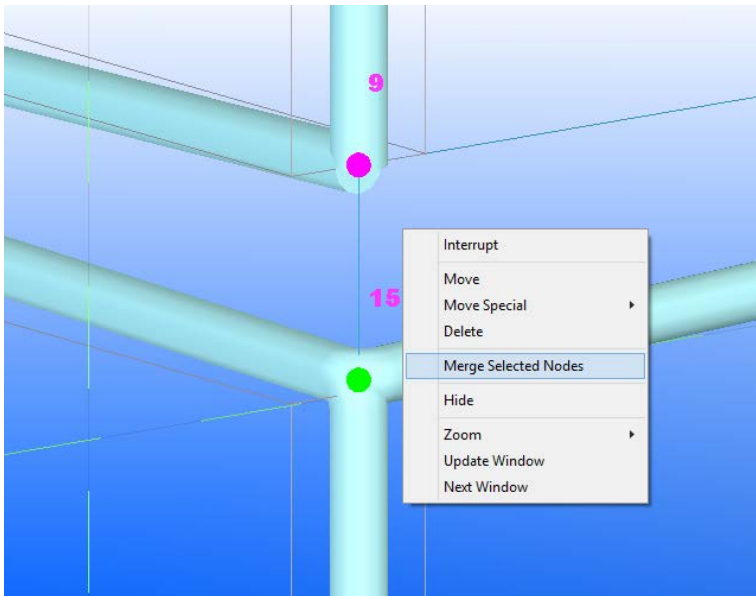 9
15
Interrupt
Move
Move Special
Delete
Merge Selected Nodes
Hide
Zoom
Update Window
Next Window